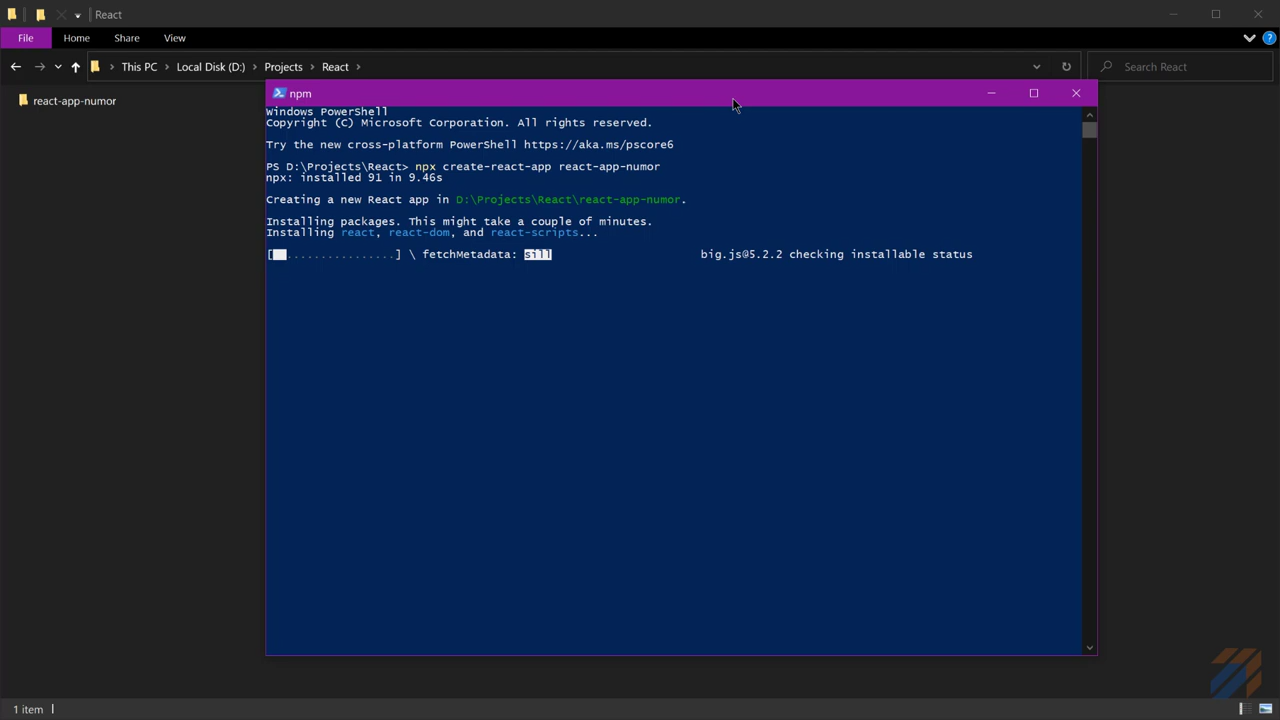 React
File
Home
Share
View
This PC
Local Disk (D:)
Projects
React
Search React
react-app-numor
npm
Windows PowerShell
Copyright (C) Microsoft Corporation. All rights reserved.
Try the new cross-platform PowerShell https://aka.ms/pscore6
PS D:\Projects\React> npx create-react-app react-app-numor
npx: installed 91 in 9.46s
Creating a new React app in D:\Projects\React\react-app-numor.
Installing packages. This might take a couple of minutes.
Installing react, react-dom, and react-scripts...
[ ................] \ fetchMetadata: sill big.js@5.2.2 checking installable status
1 item